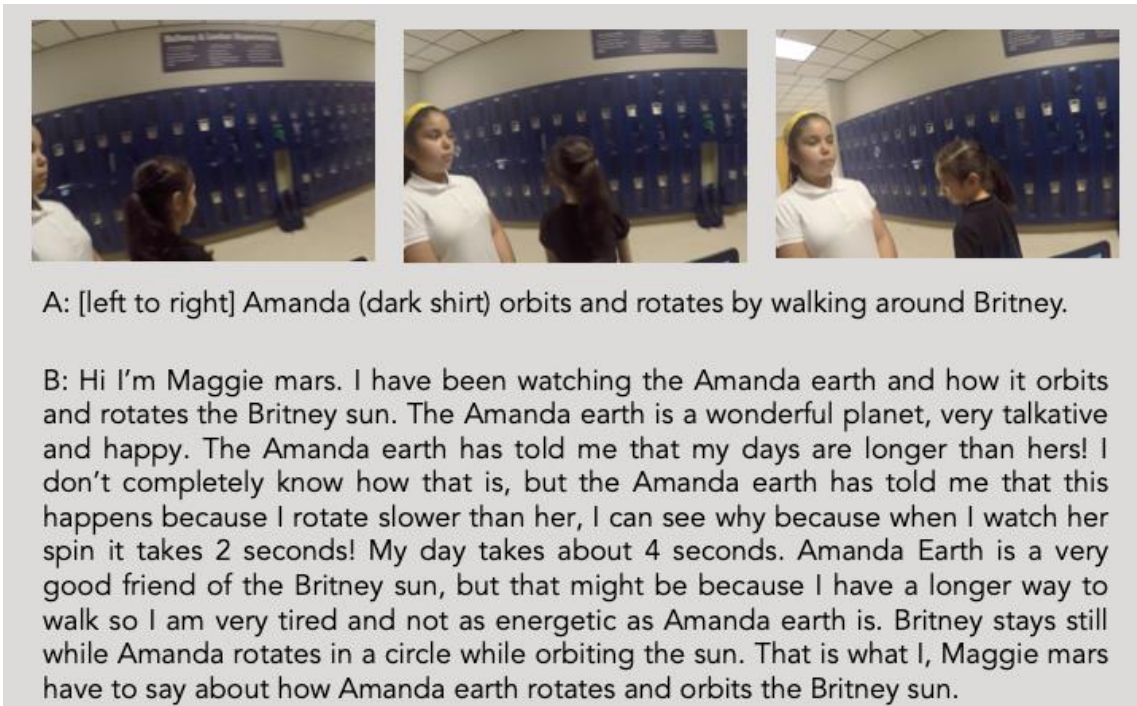 A: [left to right] Amanda (dark shirt) orbits and rotates by walking around Britney.
B: Hi I’m Maggie mars. I have been watching the Amanda earth and how it orbits
and rotates the Britney sun. The Amanda earth is a wonderful planet, very talkative
and happy. The Amanda earth has told me that my days are longer than hers! I
don’t completely know how that is, but the Amanda earth has told me that this
happens because I rotate slower than her, I can see why because when I watch her
spin it takes 2 seconds! My day takes about 4 seconds. Amanda Earth is a very
good friend of the Britney sun, but that might be because I have a longer way to
walk so I am very tired and not as energetic as Amanda earth is. Britney stays still
while Amanda rotates in a circle while orbiting the sun. That is what I, Maggie mars
have to say about how Amanda earth rotates and orbits the Britney sun.